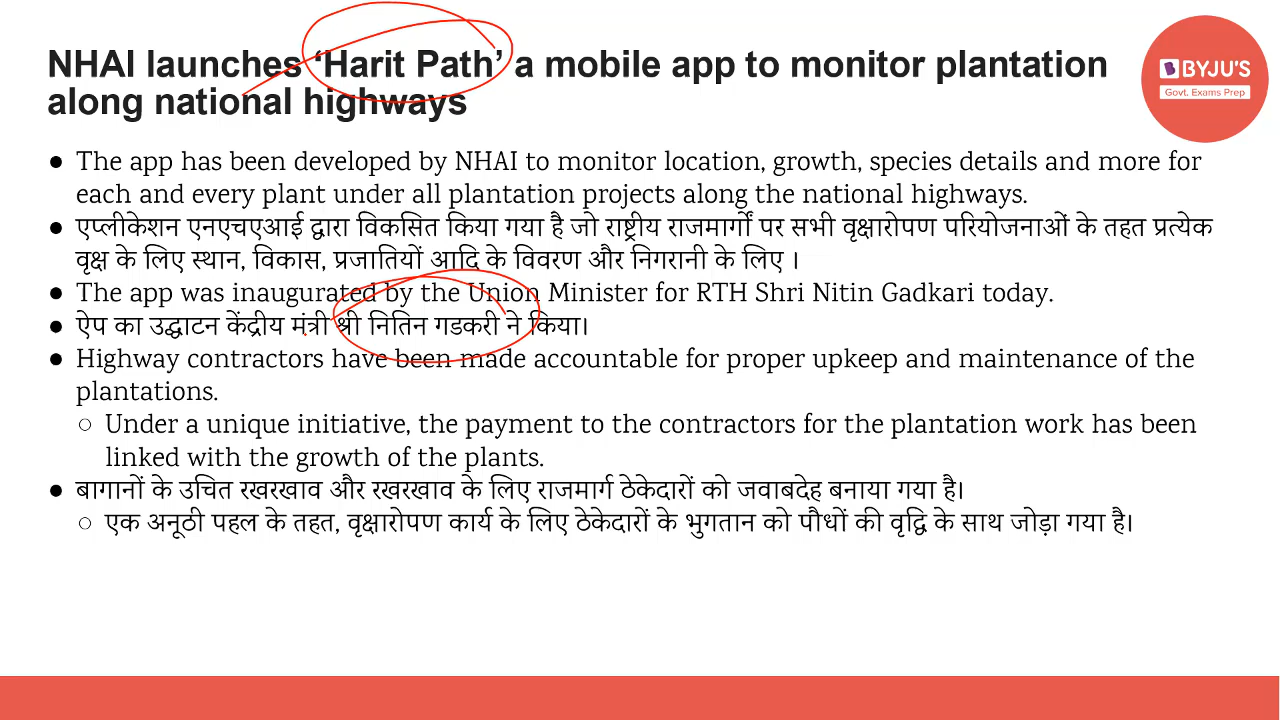 NHAI launches ‘Harit Path’ a mobile app to monitor plantation
along national highways
BYJU'S
Govt. Exams Prep
● The app has been developed by NHAI to monitor location, growth, species details and more for
each and every plant under all plantation projects along the national highways.
● एप्लीकेशन एनएचएआई द्वारा विकसित किया गया है जो राष्ट्रीय राजमार्गों पर सभी वृक्षारोपण परियोजनाओं के तहत प्रत्येक
वृक्ष के लिए स्थान, विकास, प्रजातियों आदि के विवरण और निगरानी के लिए ।
● The app was inaugurated by the Union Minister for RTH Shri Nitin Gadkari today.
● ऐप का उद्घाटन केंद्रीय मंत्री श्री नितिन गडकरी ने किया।
● Highway contractors have been made accountable for proper upkeep and maintenance of the
plantations.
○ Under a unique initiative, the payment to the contractors for the plantation work has been
linked with the growth of the plants.
● बागानों के उचित रखरखाव और रखरखाव के लिए राजमार्ग ठेकेदारों को जवाबदेह बनाया गया है।
○ एक अनूठी पहल के तहत, वृक्षारोपण कार्य के लिए ठेकेदारों के भुगतान को पौधों की वृद्धि के साथ जोड़ा गया है।